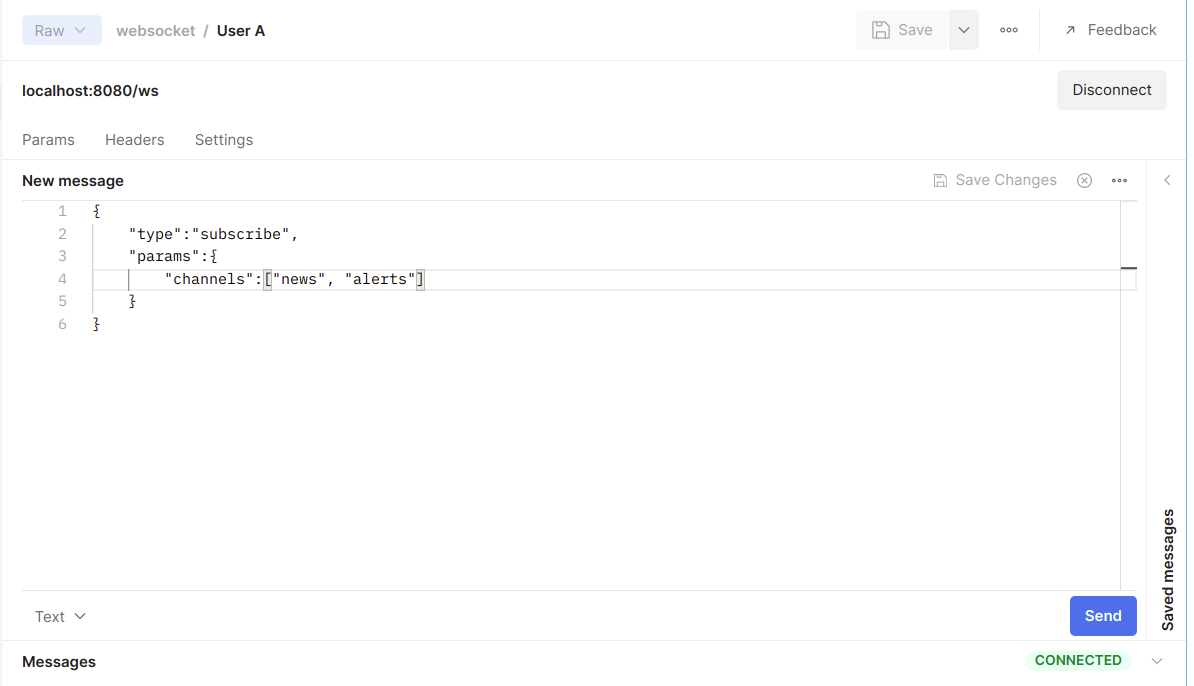 Raw websocket / User A Save Feedback
localhost:8080/ws Disconnect
Params Headers Settings
New message Save Changes
1 {
2     "type":"subscribe",
3     "params":{
4         "channels":["news", "alerts"]
5     }
6 }
Saved messages
Text Send
Messages CONNECTED